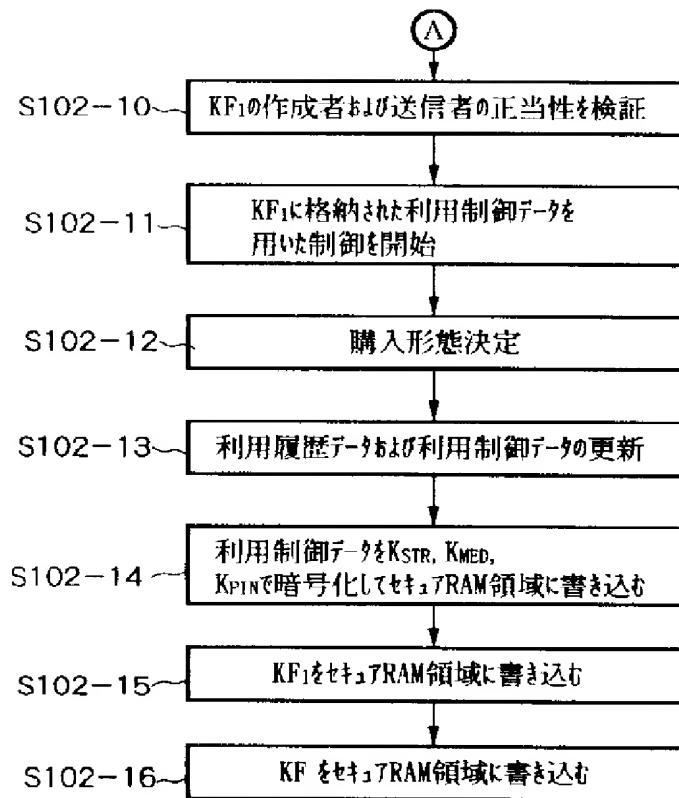 A
S102-10 KF1の作成者および送信者の正当性を検証
S102-11 KF1に格納された利用制御データを
用いた制御を開始
S102-12 購入形態決定
S102-13 利用履歴データおよび利用制御データの更新
S102-14 利用制御データをKSTR, KMED,
KPINで暗号化してセキュアRAM領域に書き込む
S102-15 KF1をセキュアRAM領域に書き込む
S102-16 KF をセキュアRAM領域に書き込む